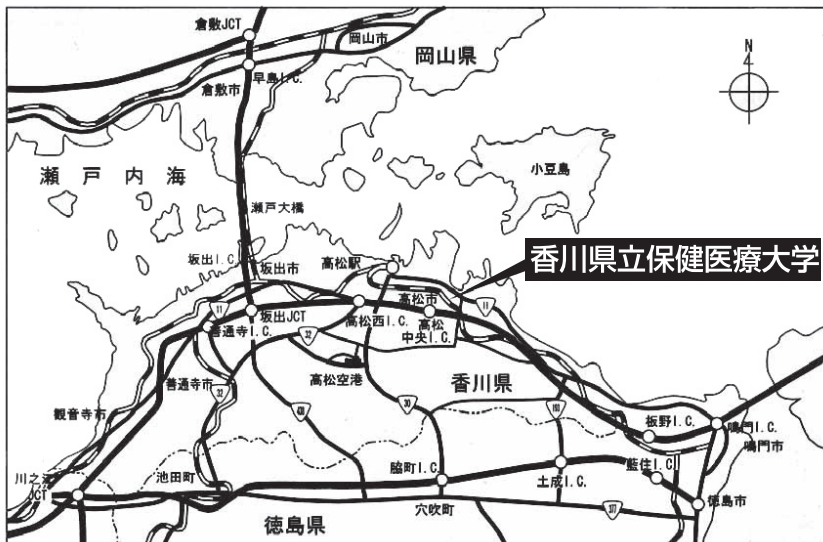 倉敷JCT
岡山市
岡山県
N
早島I.C.
倉敷市
小豆島
瀬戸内海
瀬戸大橋
香川県立保健医療大学
坂出I.C.
坂出市
高松駅
高松市
11
11
坂出JCT
高松西I.C.
高松
中央I.C.
善通寺I.C.
32
高松空港
香川県
善通寺市
32
観音寺市
438
30
193
板野I.C.
鳴門I.C.
鳴門市
川之江
JCT
池田町
脇町I.C.
土成I.C.
藍住I.C.
徳島市
穴吹町
徳島県